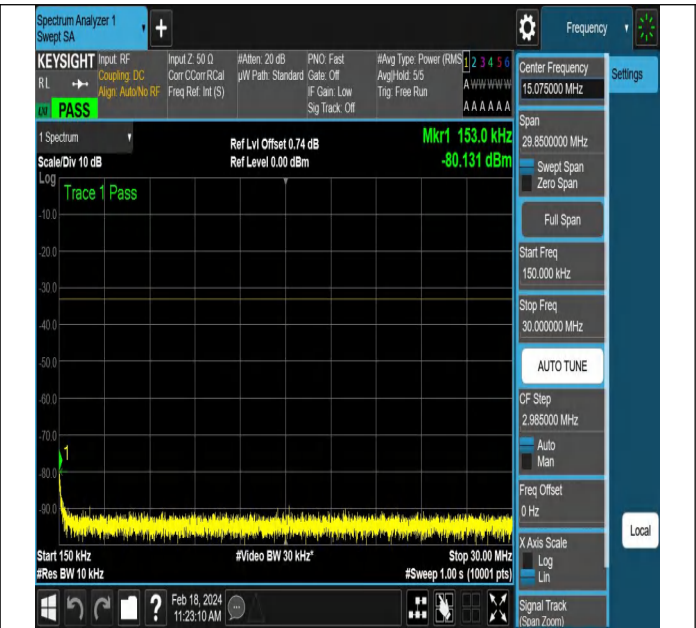 Spectrum Analyzer 1
Swept SA
+
Frequency
KEYSIGHT
RL
PASS
Input: RF
Coupling: DC
Align: Auto/No RF
Input Z: 50 Ω
Corr CCorr RCal
Freq Ref: Int (S)
#Atten: 20 dB
µW Path: Standard
PNO: Fast
Gate: Off
IF Gain: Low
Sig Track: Off
#Avg Type: Power (RMS
Avg|Hold: 5/5
Trig: Free Run
1 2 3 4 5 6
A W W W W W
A A A A A A
1 Spectrum
Scale/Div 10 dB
Ref Lvl Offset 0.74 dB
Ref Level 0.00 dBm
Mkr1 153.0 kHz
-80.131 dBm
Log
Trace 1 Pass
-10.0
-20.0
-30.0
-40.0
-50.0
-60.0
-70.0
1
-80.0
-90.0
Start 150 kHz
#Res BW 10 kHz
#Video BW 30 kHz*
Stop 30.00 MHz
#Sweep 1.00 s (10001 pts)
?
Feb 18, 2024
11:23:10 AM
Center Frequency
15.075000 MHz
Settings
Span
29.8500000 MHz
Swept Span
Zero Span
Full Span
Start Freq
150.000 kHz
Stop Freq
30.000000 MHz
AUTO TUNE
CF Step
2.985000 MHz
Auto
Man
Freq Offset
0 Hz
X Axis Scale
Log
Lin
Local
Signal Track
(Span Zoom)